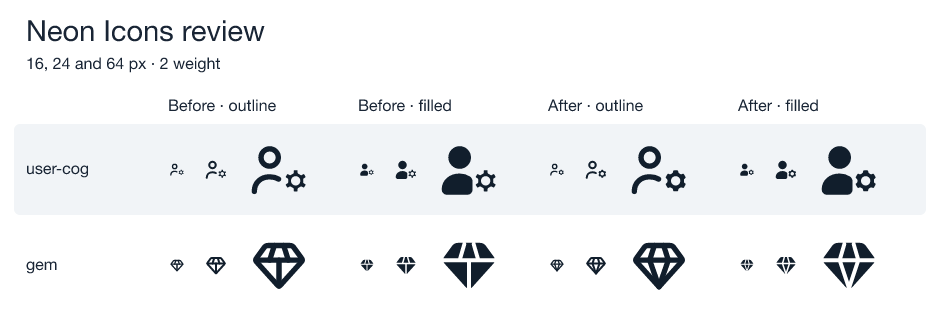 Neon Icons review
16, 24 and 64 px · 2 weight
Before · outline
Before · filled
After · outline
After · filled
user-cog
gem